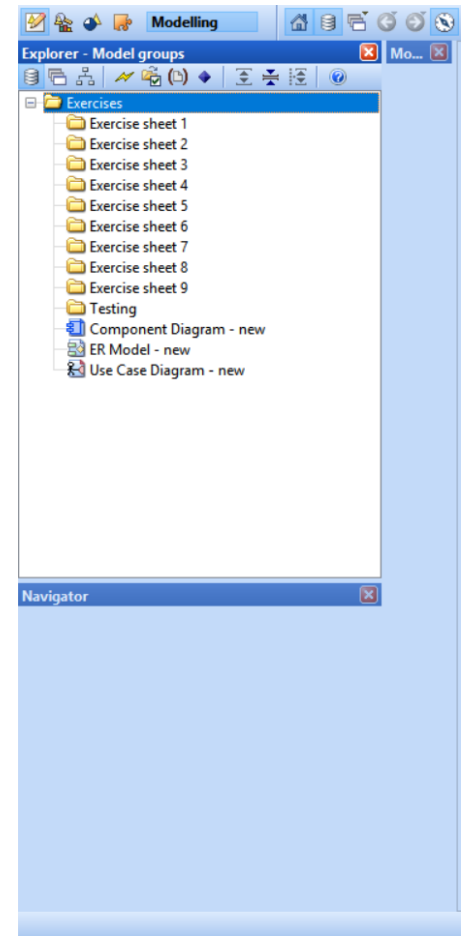 Modelling
Explorer - Model groups
Mo...
Exercises
Exercise sheet 1
Exercise sheet 2
Exercise sheet 3
Exercise sheet 4
Exercise sheet 5
Exercise sheet 6
Exercise sheet 7
Exercise sheet 8
Exercise sheet 9
Testing
Component Diagram - new
ER Model - new
Use Case Diagram - new
Navigator